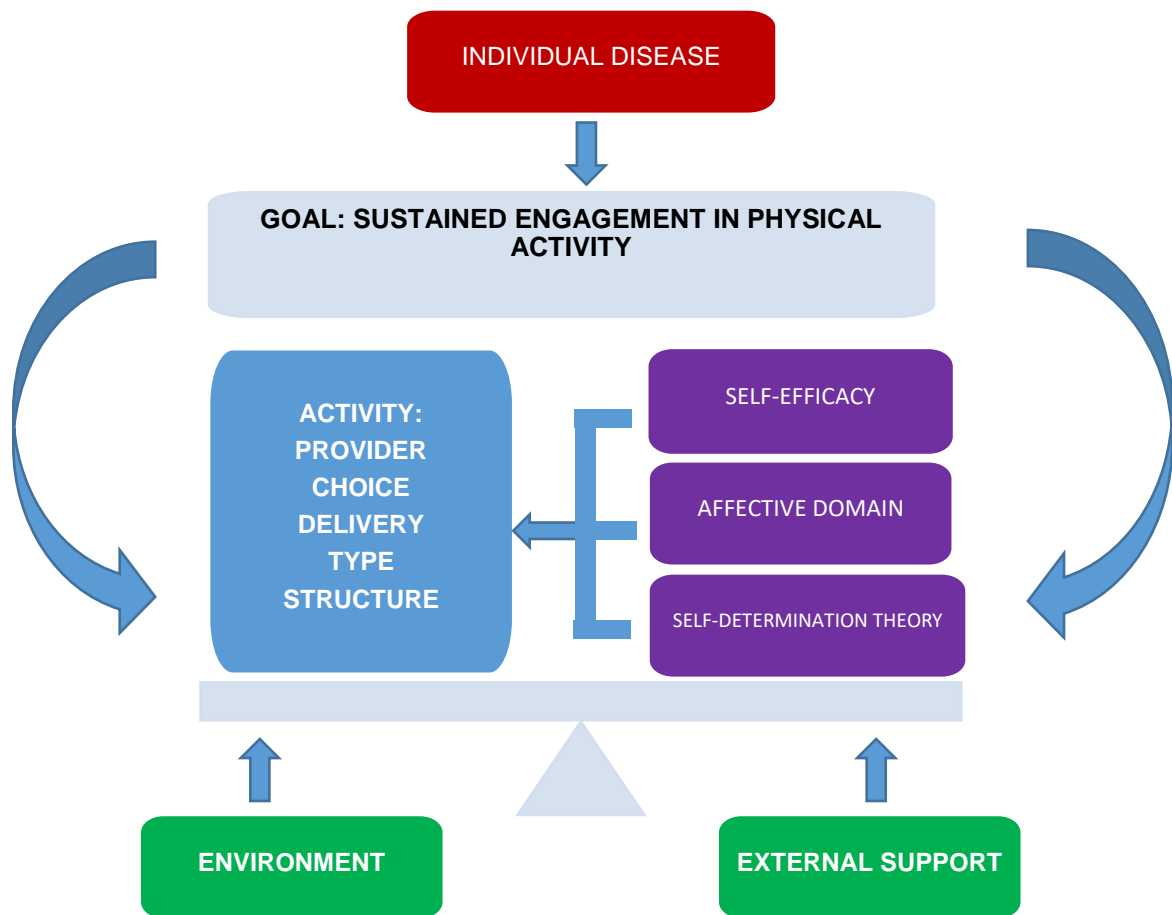 INDIVIDUAL DISEASE
GOAL: SUSTAINED ENGAGEMENT IN PHYSICAL
ACTIVITY
ACTIVITY:
PROVIDER
CHOICE
DELIVERY
TYPE
STRUCTURE
SELF-EFFICACY
AFFECTIVE DOMAIN
SELF-DETERMINATION THEORY
ENVIRONMENT
EXTERNAL SUPPORT